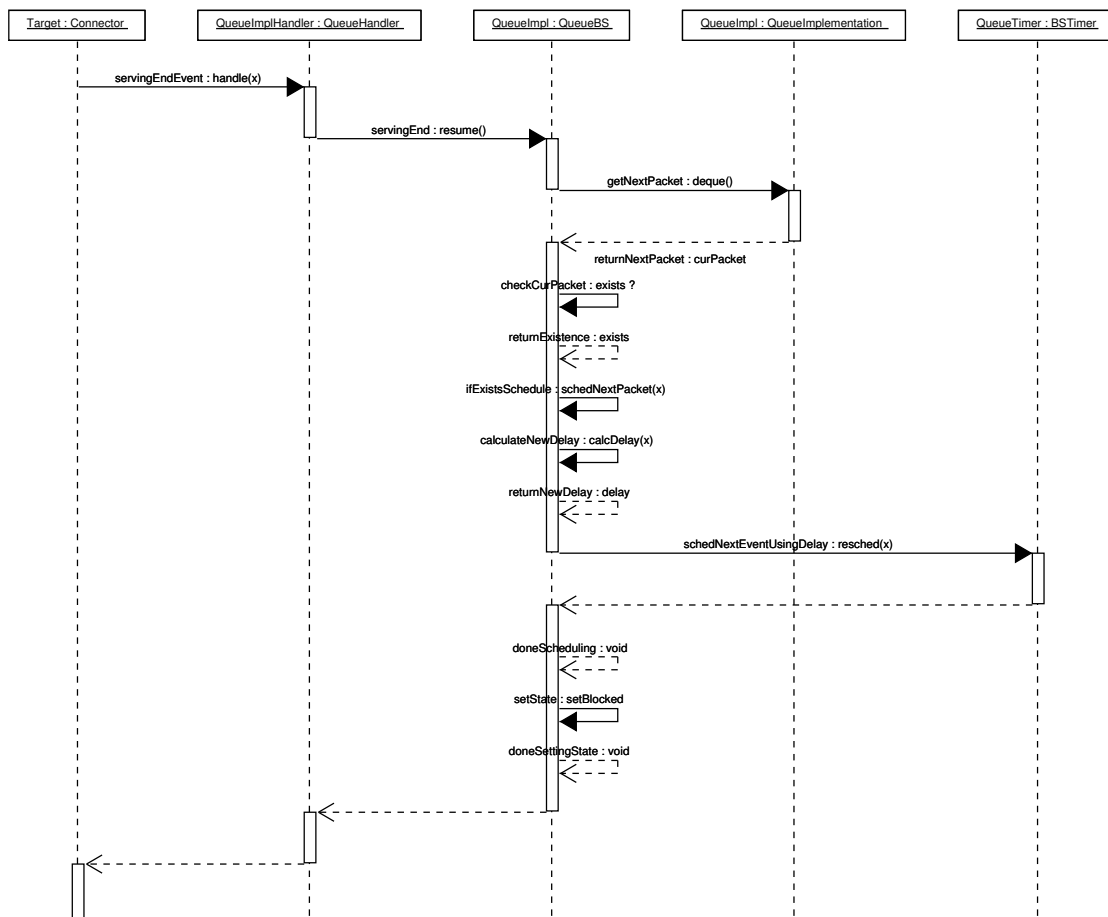 Target : Connector
QueueImplHandler : QueueHandler
QueueImpl : QueueBS
QueueImpl : QueueImplementation
QueueTimer : BSTimer
servingEndEvent : handle(x)
servingEnd : resume()
getNextPacket : deque()
returnNextPacket : curPacket
checkCurPacket : exists ?
returnExistence : exists
ifExistsSchedule : schedNextPacket(x)
calculateNewDelay : calcDelay(x)
returnNewDelay : delay
schedNextEventUsingDelay : resched(x)
doneScheduling : void
setState : setBlocked
doneSettingState : void